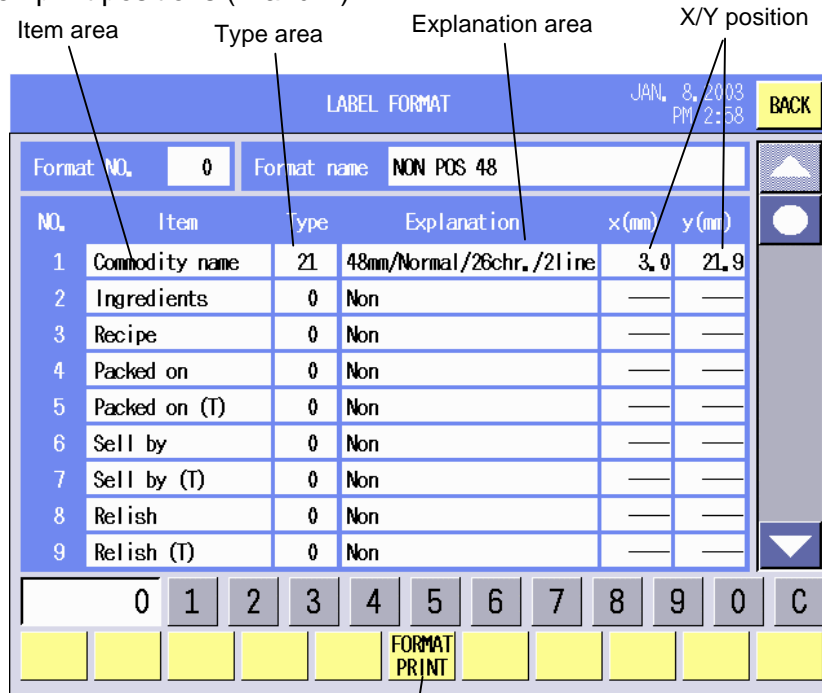 Item area
Type area
Explanation area
X/Y position
LABEL FORMAT
JAN. 8.2003
PM 2:58
BACK
Format NO. 0 Format name NON POS 48
NO. Item Type Explanation x(mm) y(mm)
1 Commodity name 21 48mm/Normal/26chr./2line 3.0 21.9
2 Ingredients 0 Non
3 Recipe 0 Non
4 Packed on 0 Non
5 Packed on (T) 0 Non
6 Sell by 0 Non
7 Sell by (T) 0 Non
8 Relish 0 Non
9 Relish (T) 0 Non
0 1 2 3 4 5 6 7 8 9 0 C
FORMAT
PRINT